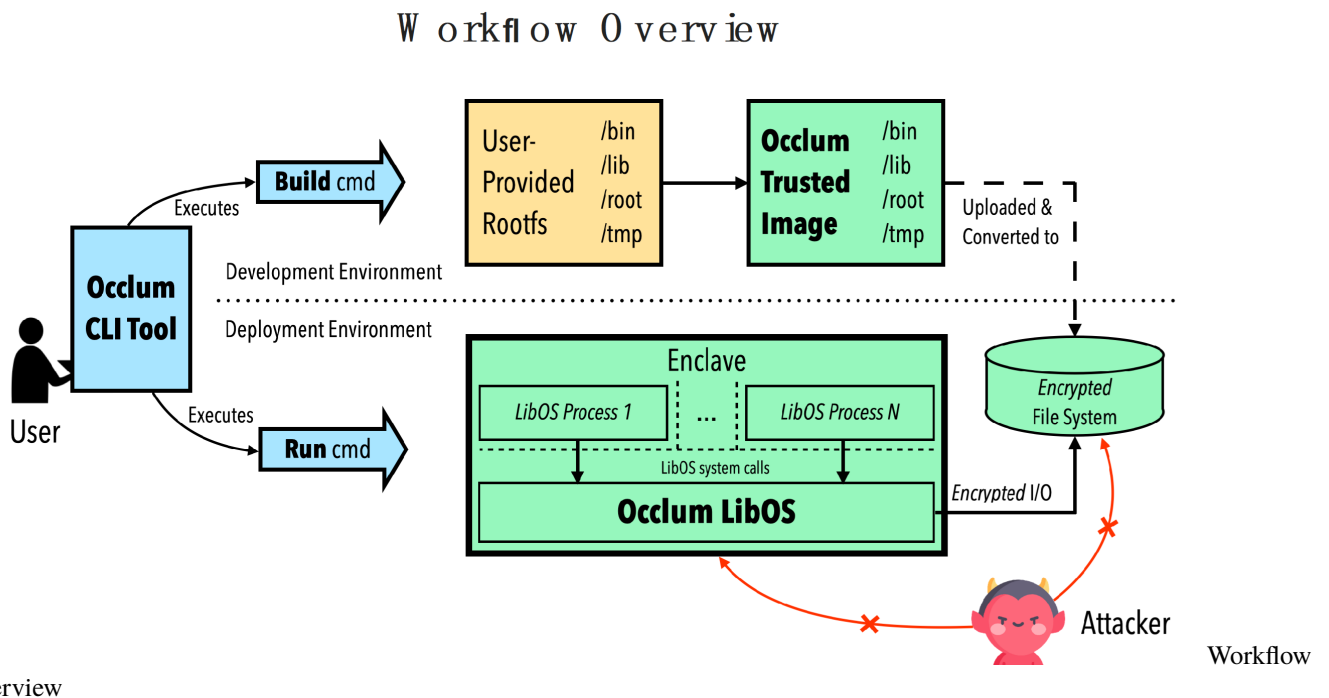 Workflow Overview
User-
Provided
Rootfs
/bin
/lib
/root
/tmp
Occlum
Trusted
Image
/bin
/lib
/root
/tmp
Build cmd
Executes
Uploaded &
Converted to
Development Environment
Occlum
CLI Tool
Deployment Environment
User
Executes
Run cmd
Enclave
LibOS Process 1
...
LibOS Process N
LibOS system calls
Occlum LibOS
Encrypted
File System
Encrypted I/O
Attacker
Workflow
erview